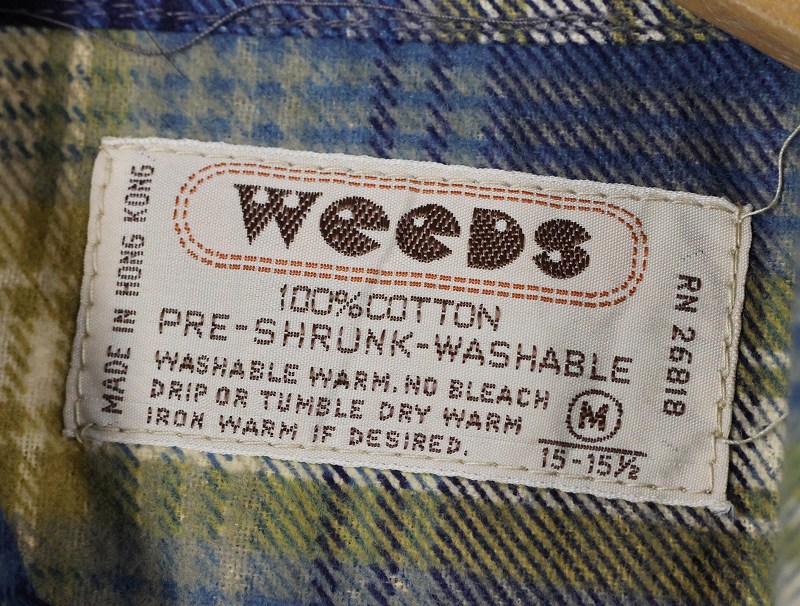 WEEDS
100% COTTON
PRE-SHRUNK-WASHABLE
WASHABLE WARM. NO BLEACH
DRIP OR TUMBLE DRY WARM
IRON WARM IF DESIRED.
M
15-15½
MADE IN HONG KONG
RN 26818